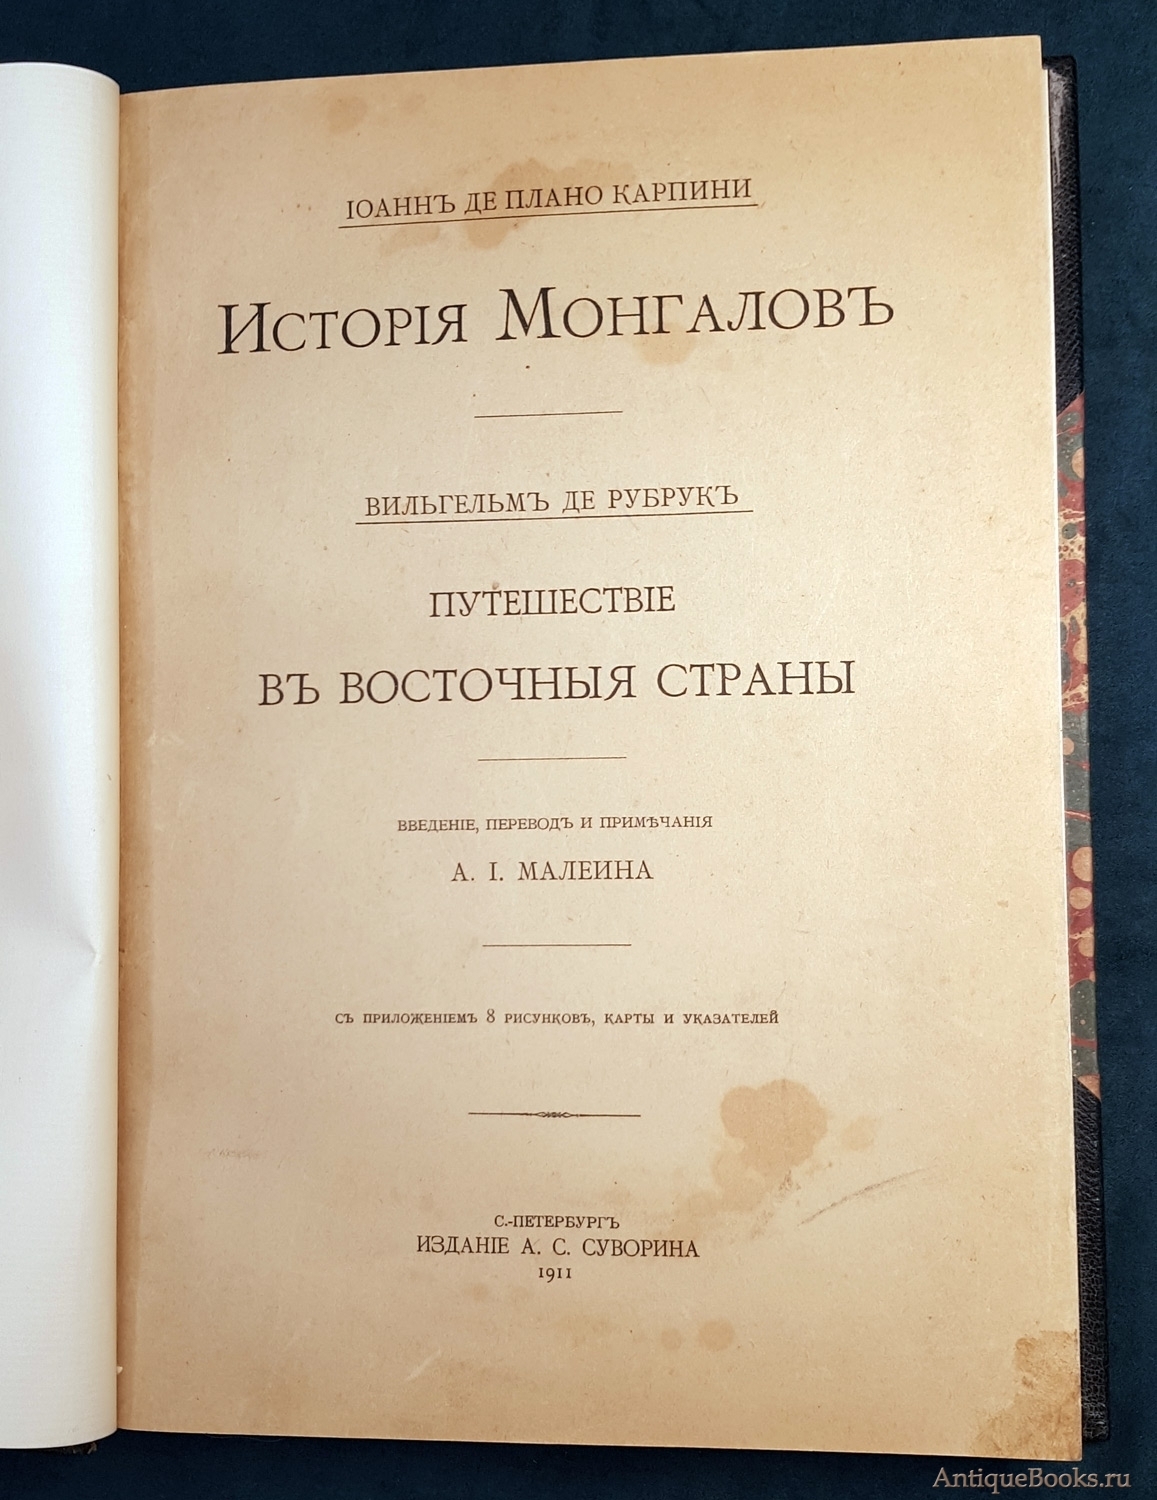 ІОАННЪ ДЕ ПЛАНО КАРПИНИ
ИСТОРІЯ МОНГАЛОВЪ
ВИЛЬГЕЛЬМЪ ДЕ РУБРУКЪ
ПУТЕШЕСТВІЕ
ВЪ ВОСТОЧНЫЯ СТРАНЫ
ВВЕДЕНІЕ, ПЕРЕВОДЪ И ПРИМѢЧАНІЯ
А. І. МАЛЕИНА
СЪ ПРИЛОЖЕНІЕМЪ 8 РИСУНКОВЪ, КАРТЫ И УКАЗАТЕЛЕЙ
С.-ПЕТЕРБУРГЪ
ИЗДАНІЕ А. С. СУВОРИНА
1911
AntiqueBooks.ru